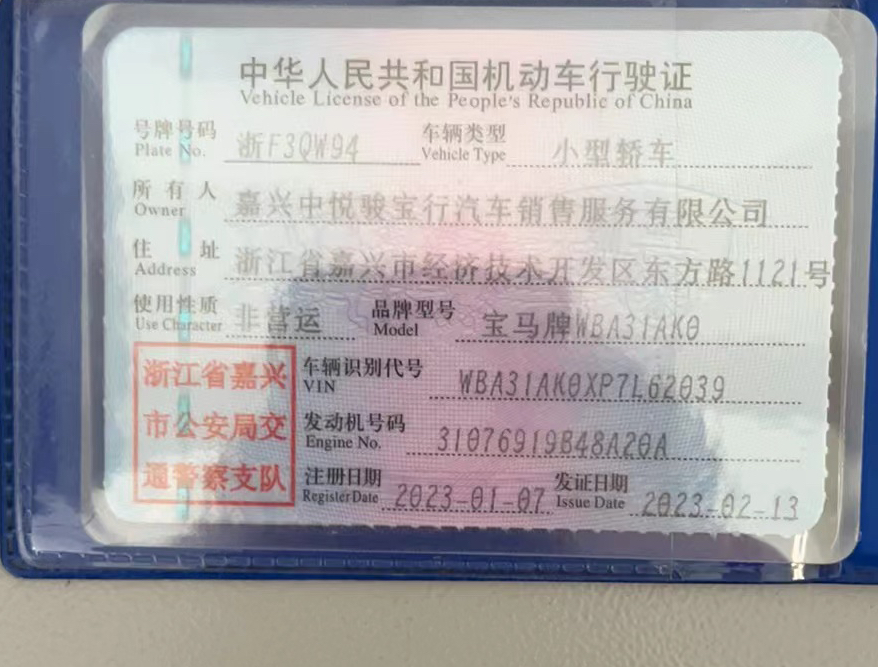 中华人民共和国机动车行驶证
Vehicle License of the People's Republic of China
号牌号码 浙F3QW94 车辆类型 小型轿车
Plate No. Vehicle Type
所有人 嘉兴中悦骏宝行汽车销售服务有限公司
Owner
住址 浙江省嘉兴市经济技术开发区东方路1121号
Address
使用性质 非营运 品牌型号 宝马牌WBA31AK0
Use Character Model
浙江省嘉兴
市公安局交
通警察支队
车辆识别代号 WBA31AK0XP7L62039
VIN
发动机号码 31076919B48A20A
Engine No.
注册日期 2023-01-07 发证日期 2023-02-13
Register Date Issue Date